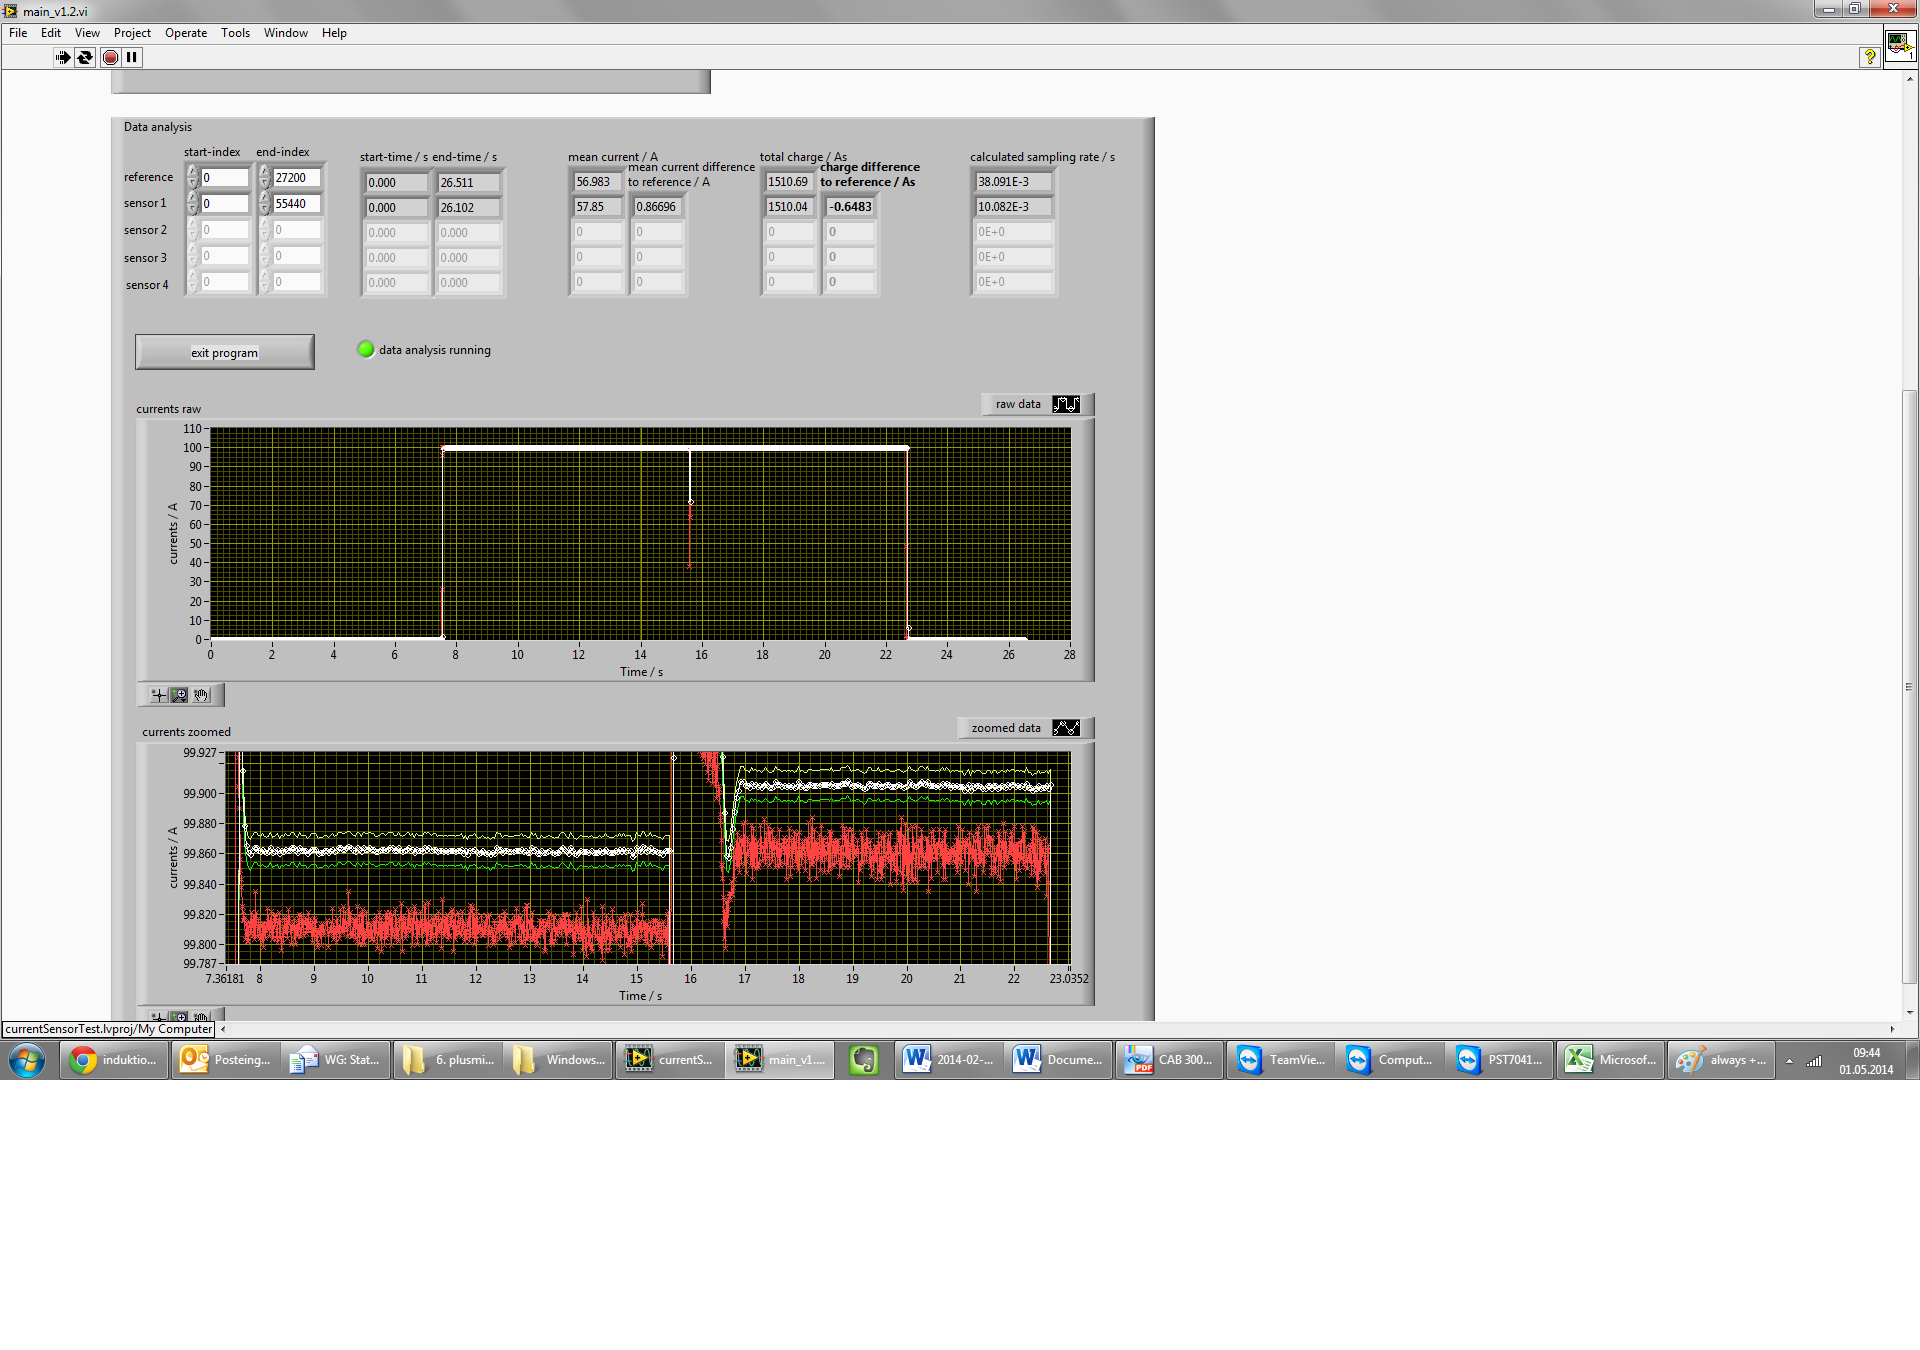 main_v1.2.vi
File Edit View Project Operate Tools Window Help
Data analysis
start-index end-index start-time / s end-time / s mean current / A mean current difference to reference / A total charge / As charge difference to reference / As calculated sampling rate / s
reference 0 27200 0.000 26.511 56.983 1510.69 38.091E-3
sensor 1 0 55440 0.000 26.102 57.85 0.86696 1510.04 -0.6483 10.082E-3
sensor 2 0 0 0.000 0.000 0 0 0 0 0E+0
sensor 3 0 0 0.000 0.000 0 0 0 0 0E+0
sensor 4 0 0 0.000 0.000 0 0 0 0 0E+0
exit program data analysis running
currents raw raw data
110
100
90
80
70
60
50
40
30
20
10
0
currents / A
0 2 4 6 8 10 12 14 16 18 20 22 24 26 28
Time / s
currents zoomed zoomed data
99.927
99.900
99.880
99.860
99.840
99.820
99.800
99.787
currents / A
7.36181 8 9 10 11 12 13 14 15 16 17 18 19 20 21 22 23.0352
Time / s
currentSensorTest.lvproj/My Computer
induktio... Posteing... WG: Stat... 6. plusmi... Windows... currentS... main_v1.... 2014-02-... Docume... CAB 300... TeamVie... Comput... PST7041... Microsof... always +...
09:44
01.05.2014